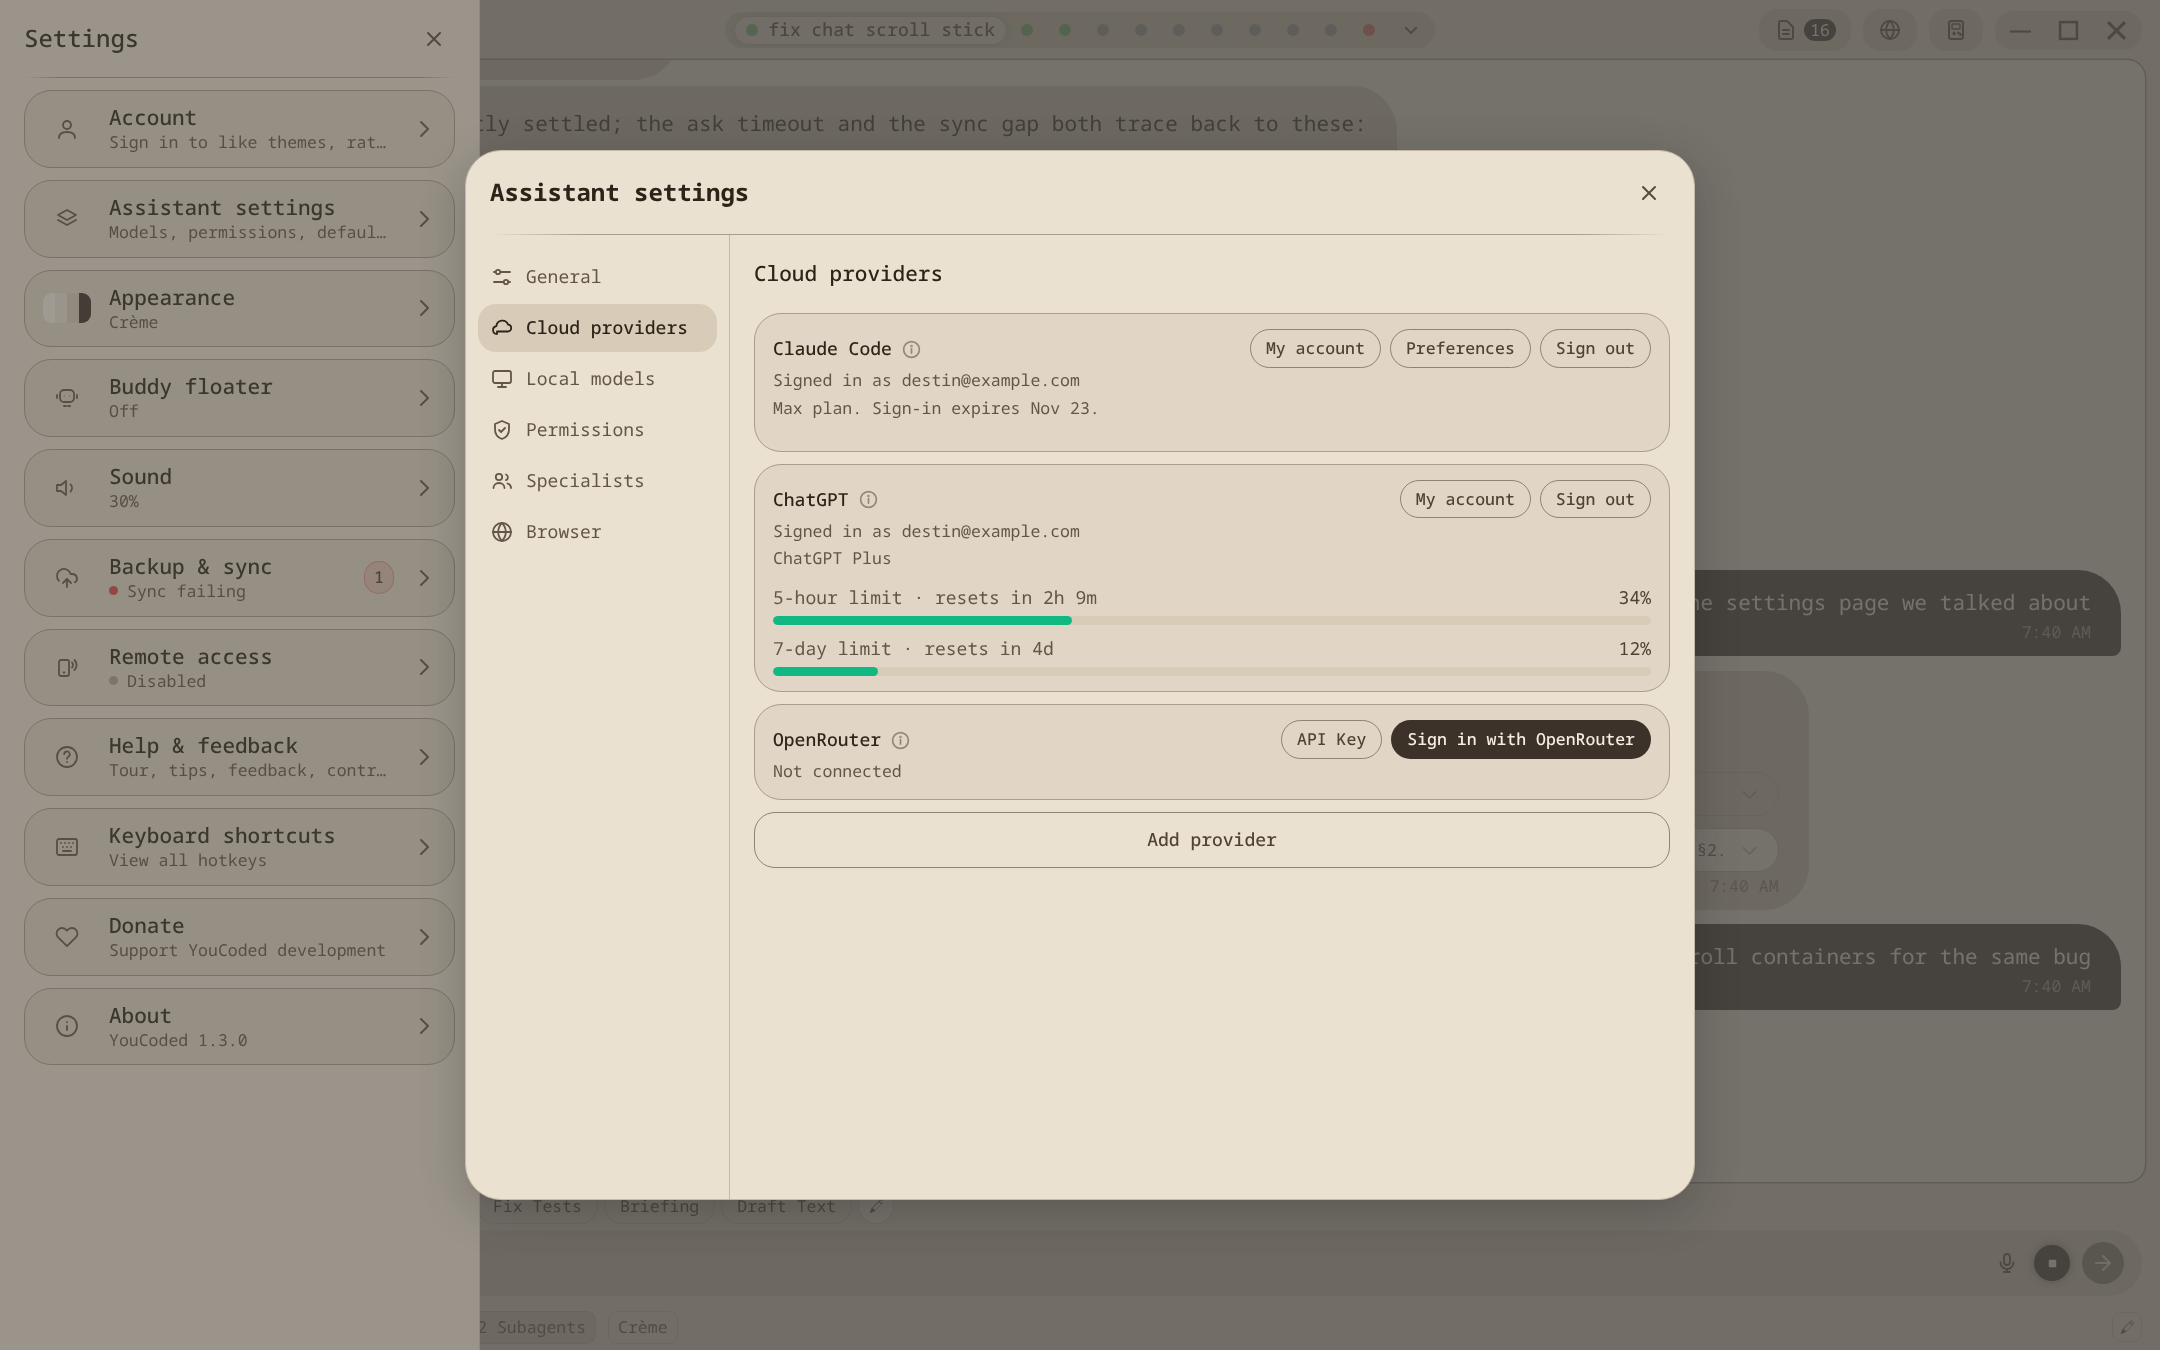 Settings
Account
Sign in to like themes, rat…
Assistant settings
Models, permissions, defaul…
Appearance
Crème
Buddy floater
Off
Sound
30%
Backup & sync
Sync failing
1
Remote access
Disabled
Help & feedback
Tour, tips, feedback, contr…
Keyboard shortcuts
View all hotkeys
Donate
Support YouCoded development
About
YouCoded 1.3.0
fix chat scroll stick
16
tly settled; the ask timeout and the sync gap both trace back to these:
Assistant settings
General
Cloud providers
Local models
Permissions
Specialists
Browser
Cloud providers
Claude Code
My account
Preferences
Sign out
Signed in as destin@example.com
Max plan. Sign-in expires Nov 23.
ChatGPT
My account
Sign out
Signed in as destin@example.com
ChatGPT Plus
5-hour limit · resets in 2h 9m
34%
7-day limit · resets in 4d
12%
OpenRouter
API Key
Sign in with OpenRouter
Not connected
Add provider
he settings page we talked about
7:40 AM
§2.
7:40 AM
roll containers for the same bug
7:40 AM
Fix Tests
Briefing
Draft Text
2 Subagents
Crème